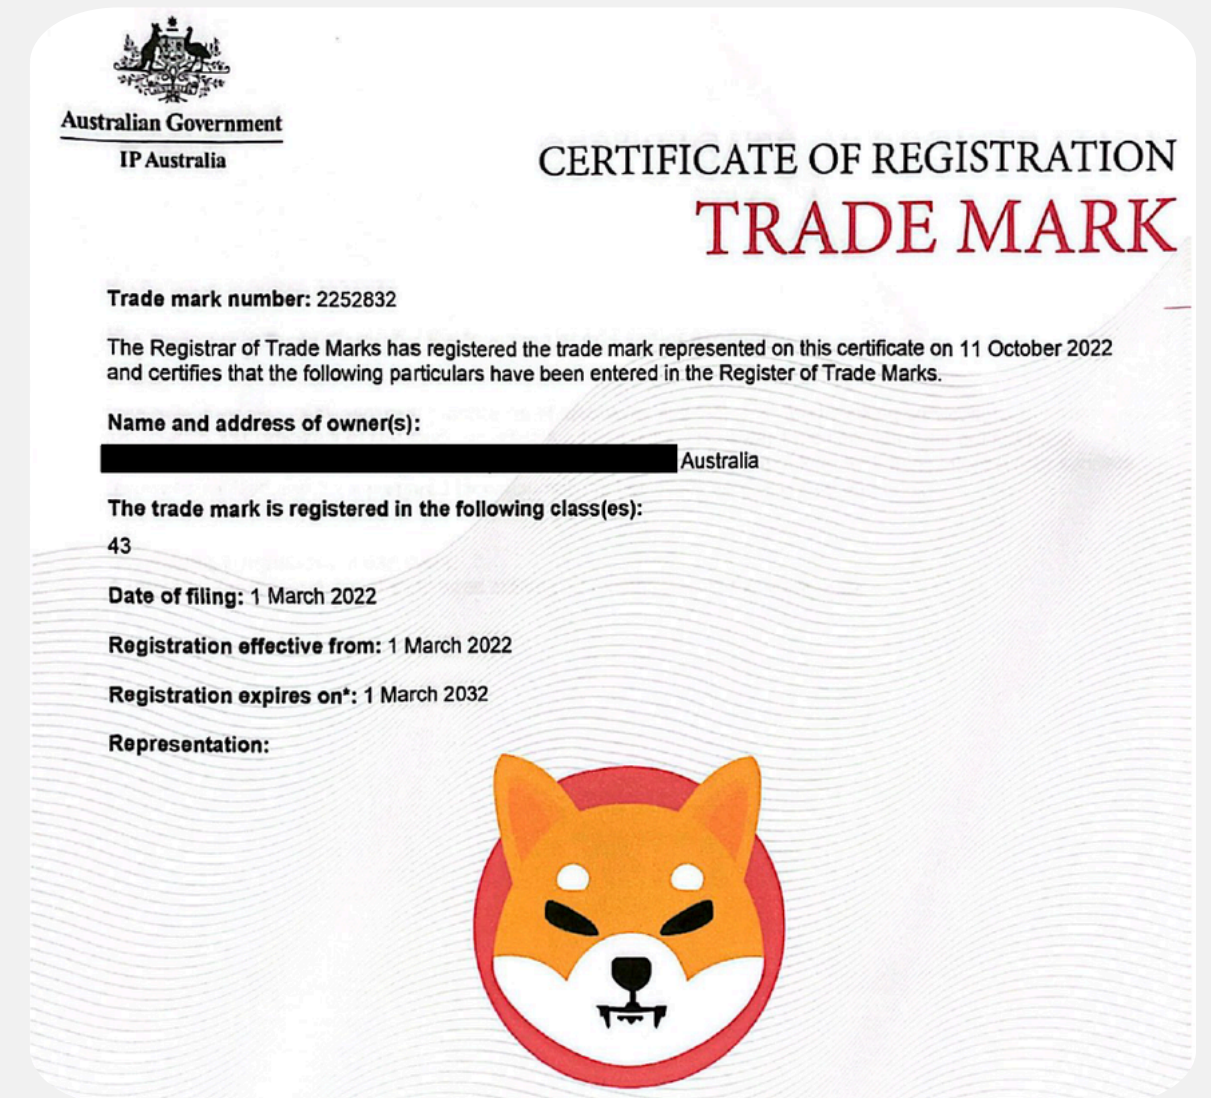 Australian Government
IP Australia
CERTIFICATE OF REGISTRATION
TRADE MARK
Trade mark number: 2252832
The Registrar of Trade Marks has registered the trade mark represented on this certificate on 11 October 2022
and certifies that the following particulars have been entered in the Register of Trade Marks.
Name and address of owner(s):
Australia
The trade mark is registered in the following class(es):
43
Date of filing: 1 March 2022
Registration effective from: 1 March 2022
Registration expires on*: 1 March 2032
Representation: